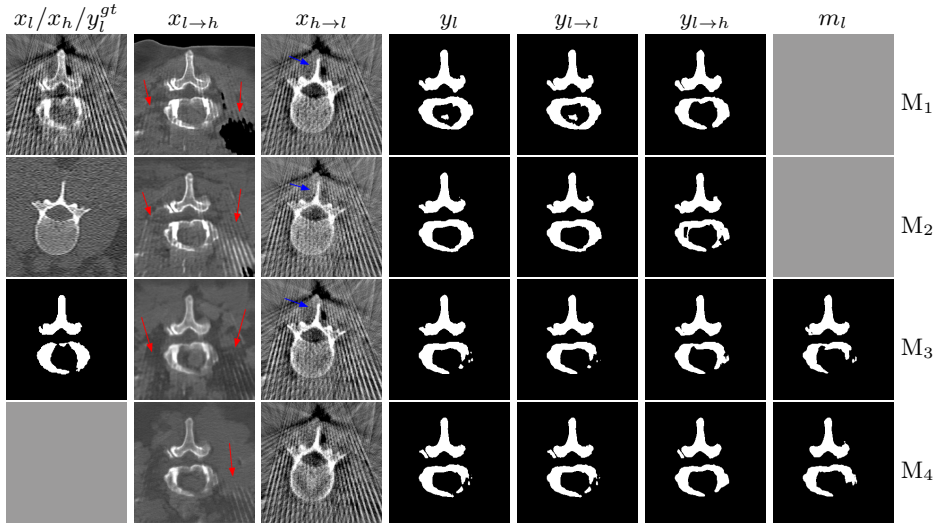 x_l/x_h/y_l^{gt} x_{l→h} x_{h→l} y_l y_{l→l} y_{l→h} m_l
M_1
M_2
M_3
M_4